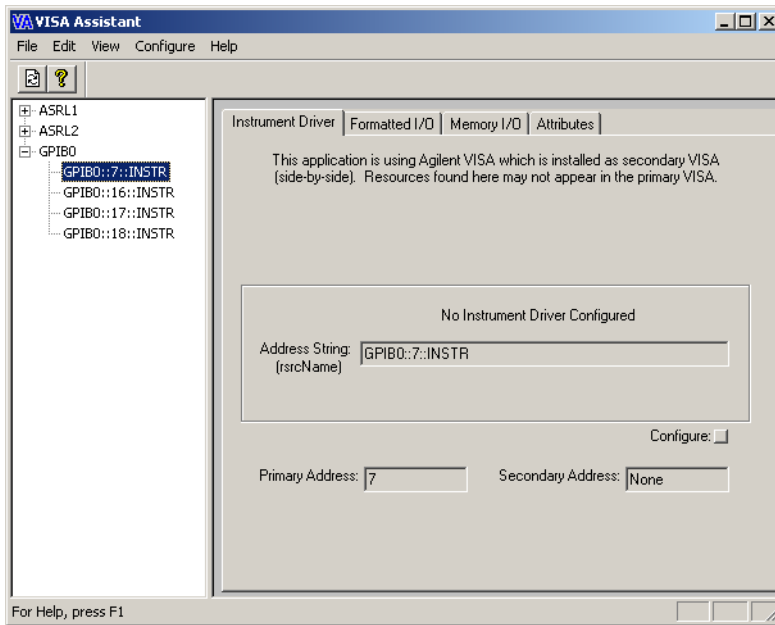 VISA Assistant
File Edit View Configure Help
ASRL1
ASRL2
GPIB0
GPIB0::7::INSTR
GPIB0::16::INSTR
GPIB0::17::INSTR
GPIB0::18::INSTR
Instrument Driver Formatted I/O Memory I/O Attributes
This application is using Agilent VISA which is installed as secondary VISA
(side-by-side). Resources found here may not appear in the primary VISA.
No Instrument Driver Configured
Address String: GPIB0::7::INSTR
(rsrcName)
Configure:
Primary Address: 7 Secondary Address: None
For Help, press F1